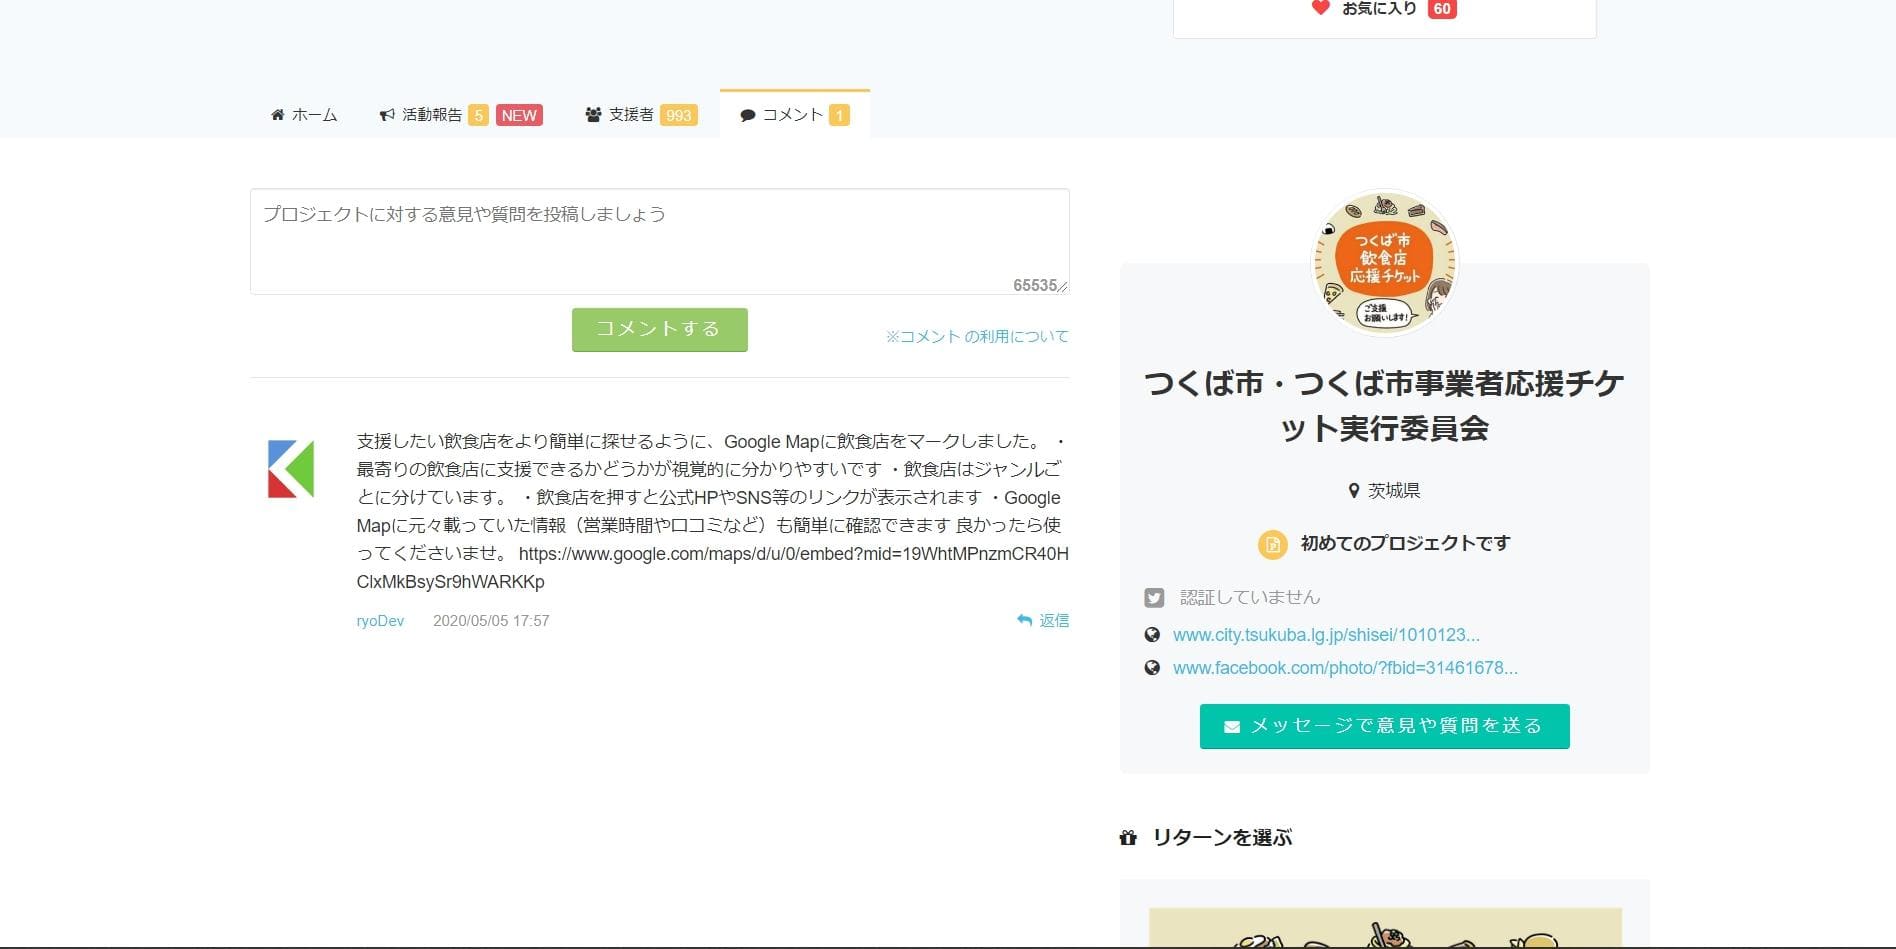 お気に入り 60
ホーム 活動報告 5 NEW 支援者 993 コメント 1
プロジェクトに対する意見や質問を投稿しましょう
65535
コメントする
※コメント の利用について
支援したい飲食店をより簡単に探せるように、Google Mapに飲食店をマークしました。 ・
最寄りの飲食店に支援できるかどうかが視覚的に分かりやすいです ・飲食店はジャンルご
とに分けています。 ・飲食店を押すと公式HPやSNS等のリンクが表示されます ・Google
Mapに元々載っていた情報（営業時間や口コミなど）も簡単に確認できます 良かったら使
ってくださいませ。 https://www.google.com/maps/d/u/0/embed?mid=19WhtMPnzmCR40H
ClxMkBsySr9hWARKKp
ryoDev 2020/05/05 17:57 返信
つくば市
飲食店
応援チケット
ご支援
お願いします!
つくば市・つくば市事業者応援チケ
ット実行委員会
茨城県
初めてのプロジェクトです
認証していません
www.city.tsukuba.lg.jp/shisei/1010123...
www.facebook.com/photo/?fbid=31461678...
メッセージで意見や質問を送る
リターンを選ぶ